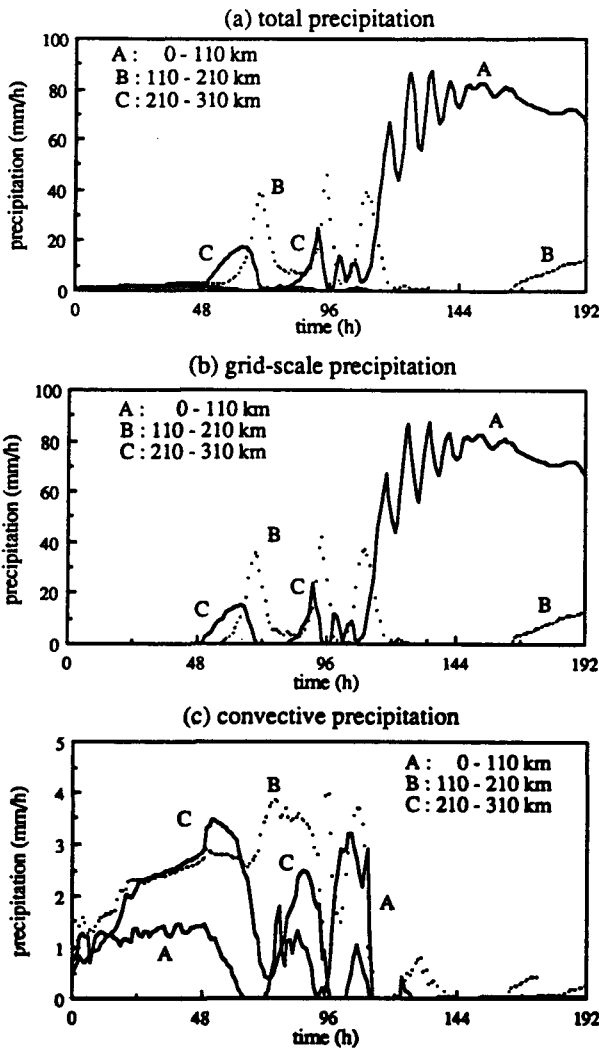 (a) total precipitation
100
80
60
40
20
0
precipitation (mm/h)
A : 0 - 110 km
B : 110 - 210 km
C : 210 - 310 km
A
B
C
C
B
0 48 96 144 192
time (h)
(b) grid-scale precipitation
100
80
60
40
20
0
precipitation (mm/h)
A : 0 - 110 km
B : 110 - 210 km
C : 210 - 310 km
A
B
C
C
B
0 48 96 144 192
time (h)
(c) convective precipitation
5
4
3
2
1
0
precipitation (mm/h)
A : 0 - 110 km
B : 110 - 210 km
C : 210 - 310 km
B
C
C
A
A
0 48 96 144 192
time (h)